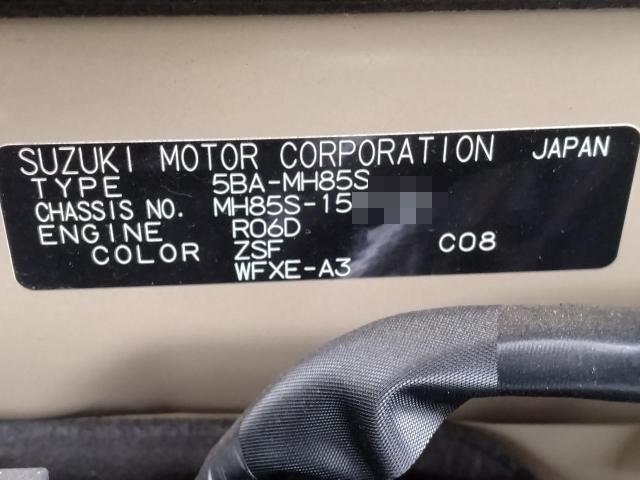 SUZUKI MOTOR CORPORATION JAPAN
TYPE 5BA-MH85S
CHASSIS NO. MH85S-15
ENGINE R06D
COLOR ZSF C08
WFXE-A3